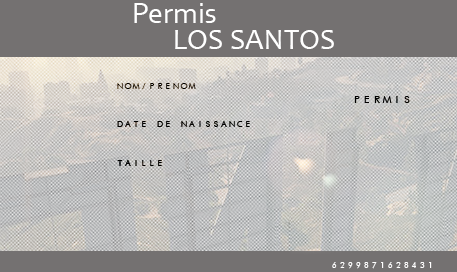 Permis
LOS SANTOS
NOM/PRENOM
PERMIS
DATE DE NAISSANCE
TAILLE
6299871628431